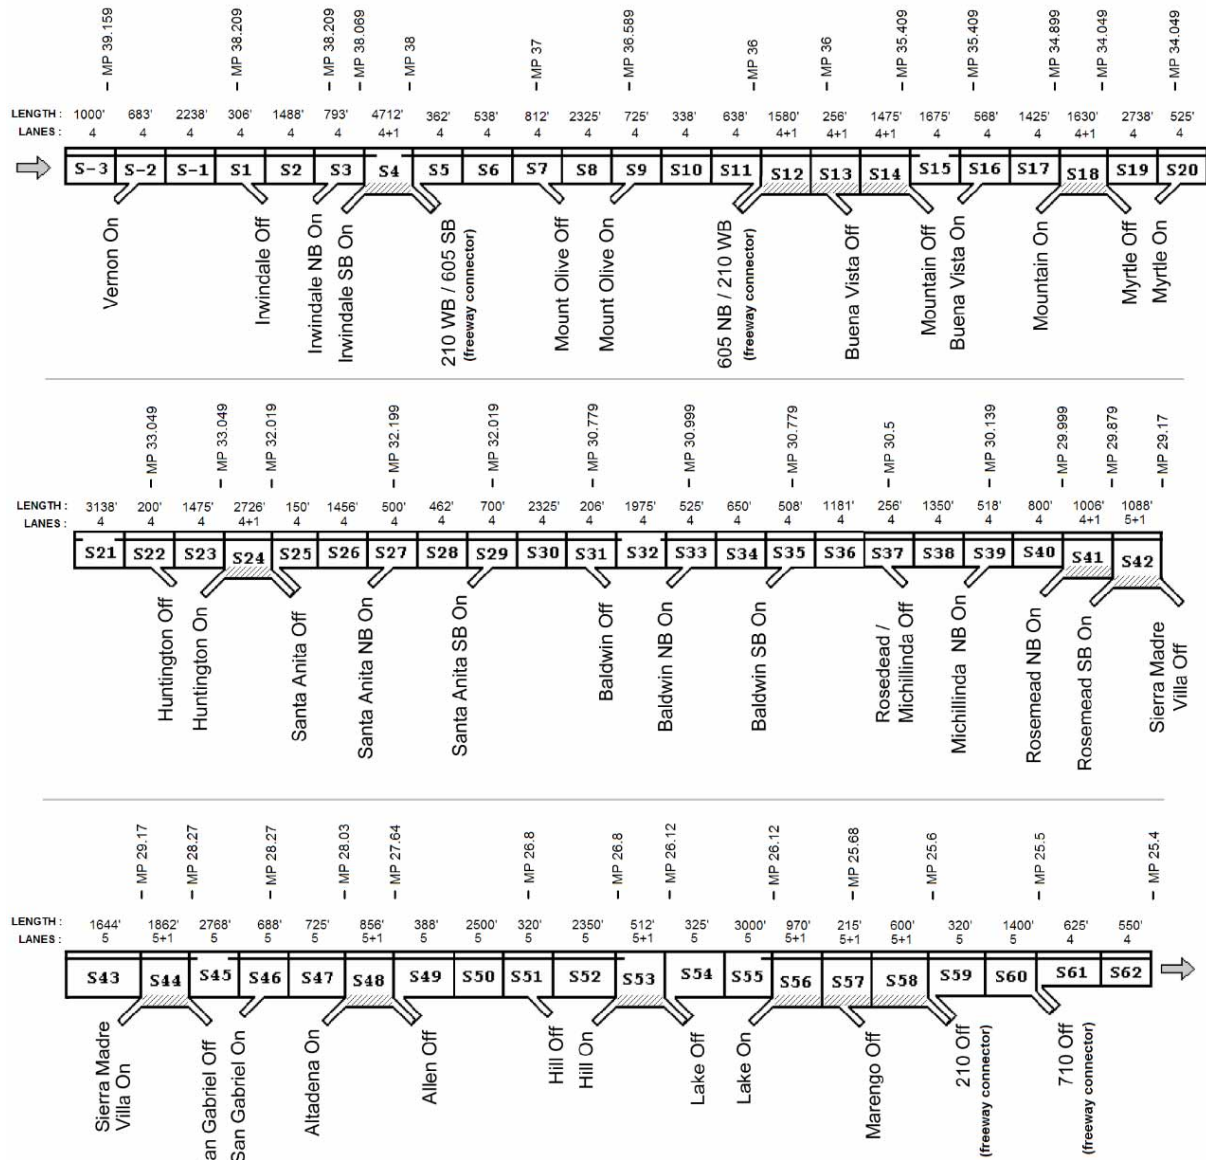 MP 39.159 MP 38.209 MP 38.209 MP 38.069 MP 38 MP 37 MP 36.589 MP 36 MP 36 MP 35.409 MP 35.409 MP 34.899 MP 34.049 MP 34.049
LENGTH : 1000' 683' 2238' 306' 1488' 793' 4712' 362' 538' 812' 2325' 725' 338' 638' 1580' 256' 1475' 1675' 568' 1425' 1630' 2738' 525'
LANES : 4 4 4 4 4 4 4+1 4 4 4 4 4 4 4 4+1 4+1 4+1 4 4 4 4+1 4 4
S-3 S-2 S-1 S1 S2 S3 S4 S5 S6 S7 S8 S9 S10 S11 S12 S13 S14 S15 S16 S17 S18 S19 S20
Vernon On
Irwindale Off
Irwindale NB On
Irwindale SB On
210 WB / 605 SB
(freeway connector)
Mount Olive Off
Mount Olive On
605 NB / 210 WB
(freeway connector)
Buena Vista Off
Mountain Off
Buena Vista On
Mountain On
Myrtle Off
Myrtle On
MP 33.049 MP 33.049 MP 32.019 MP 32.199 MP 32.019 MP 30.779 MP 30.999 MP 30.779 MP 30.5 MP 30.139 MP 29.999 MP 29.879 MP 29.17
LENGTH : 3138' 200' 1475' 2726' 150' 1456' 500' 462' 700' 2325' 206' 1975' 525' 650' 508' 1181' 256' 1350' 518' 800' 1006' 1088'
LANES : 4 4 4 4+1 4 4 4 4 4 4 4 4 4 4 4 4 4 4 4 4 4+1 5+1
S21 S22 S23 S24 S25 S26 S27 S28 S29 S30 S31 S32 S33 S34 S35 S36 S37 S38 S39 S40 S41 S42
Huntington Off
Huntington On
Santa Anita Off
Santa Anita NB On
Santa Anita SB On
Baldwin Off
Baldwin NB On
Baldwin SB On
Rosedead /
Michillinda Off
Michillinda NB On
Rosemead NB On
Rosemead SB On
Sierra Madre
Villa Off
MP 29.17 MP 28.27 MP 28.27 MP 28.03 MP 27.64 MP 26.8 MP 26.8 MP 26.12 MP 26.12 MP 25.68 MP 25.6 MP 25.5 MP 25.4
LENGTH : 1644' 1862' 2768' 688' 725' 856' 388' 2500' 320' 2350' 512' 325' 3000' 970' 215' 600' 320' 1400' 625' 550'
LANES : 5 5+1 5 5 5 5+1 5 5 5 5 5+1 5 5 5+1 5+1 5+1 5 5 4 4
S43 S44 S45 S46 S47 S48 S49 S50 S51 S52 S53 S54 S55 S56 S57 S58 S59 S60 S61 S62
Sierra Madre
Villa On
an Gabriel Off
San Gabriel On
Altadena On
Allen Off
Hill Off
Hill On
Lake Off
Lake On
Marengo Off
210 Off
(freeway connector)
710 Off
(freeway connector)